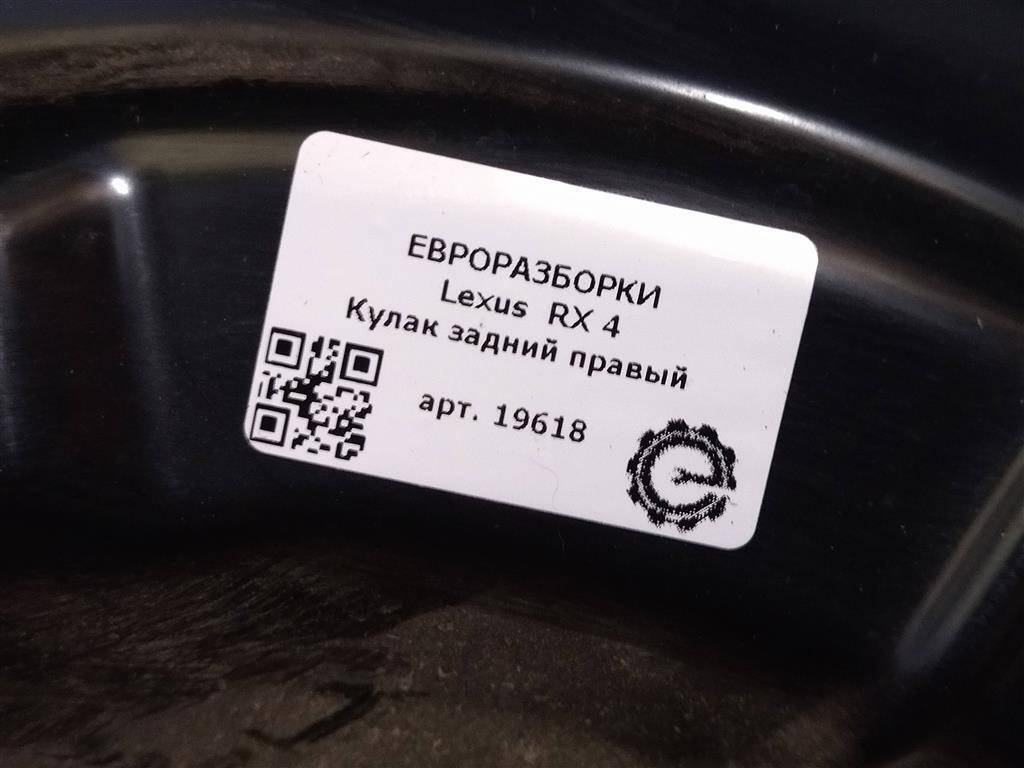 ЕВРОРАЗБОРКИ
Lexus RX 4
Кулак задний правый
арт. 19618